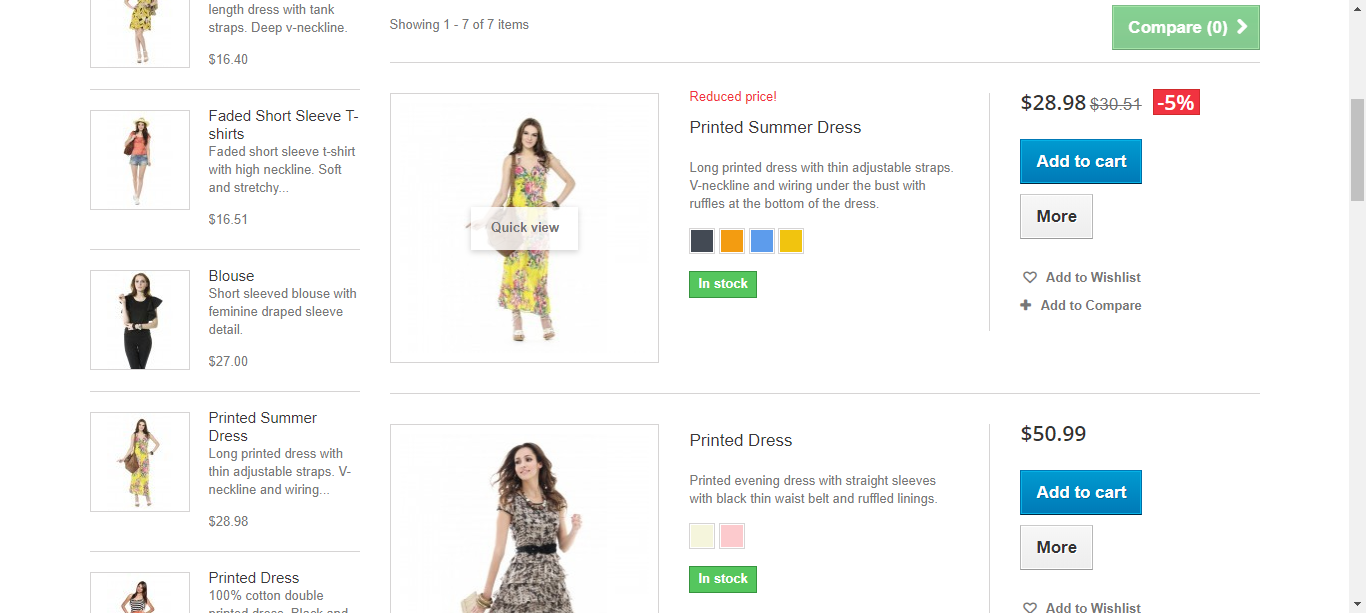 length dress with tank
straps. Deep v-neckline.
$16.40
Faded Short Sleeve T-
shirts
Faded short sleeve t-shirt
with high neckline. Soft
and stretchy...
$16.51
Blouse
Short sleeved blouse with
feminine draped sleeve
detail.
$27.00
Printed Summer
Dress
Long printed dress with
thin adjustable straps. V-
neckline and wiring...
$28.98
Printed Dress
100% cotton double
printed dress. Black and
Showing 1 - 7 of 7 items
Compare (0)
Quick view
Reduced price!
Printed Summer Dress
Long printed dress with thin adjustable straps.
V-neckline and wiring under the bust with
ruffles at the bottom of the dress.
In stock
$28.98 $30.51 -5%
Add to cart
More
Add to Wishlist
Add to Compare
Printed Dress
Printed evening dress with straight sleeves
with black thin waist belt and ruffled linings.
In stock
$50.99
Add to cart
More
Add to Wishlist